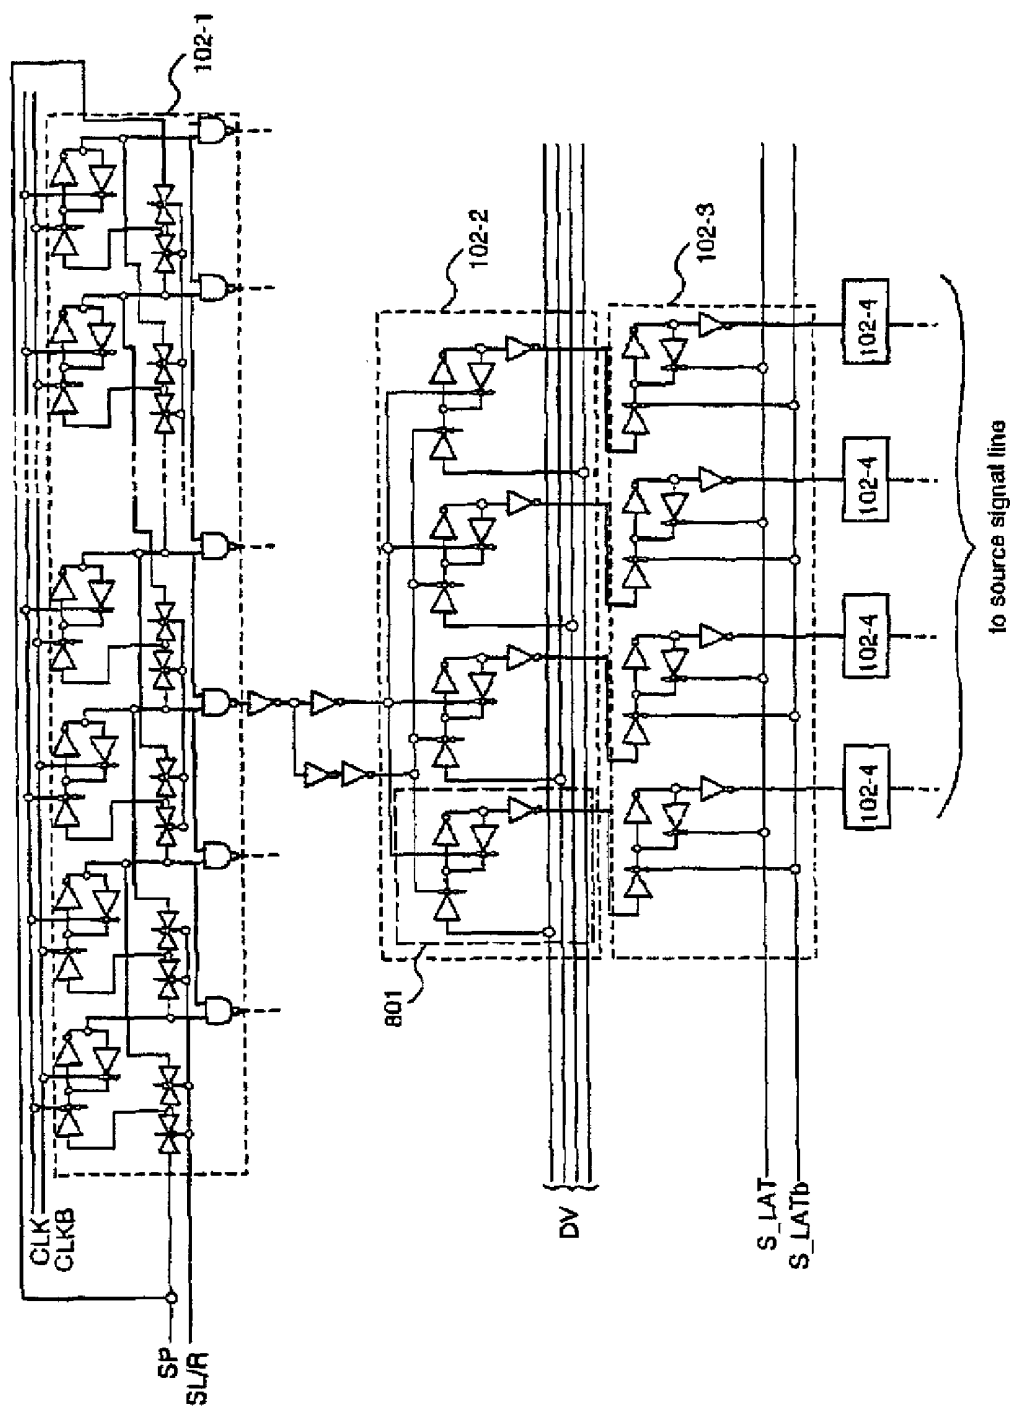 102-1
CLK
CLKB
SP
SL/R
102-2
801
DV
102-3
S_LAT
S_LATb
102-4
102-4
102-4
102-4
to source signal line